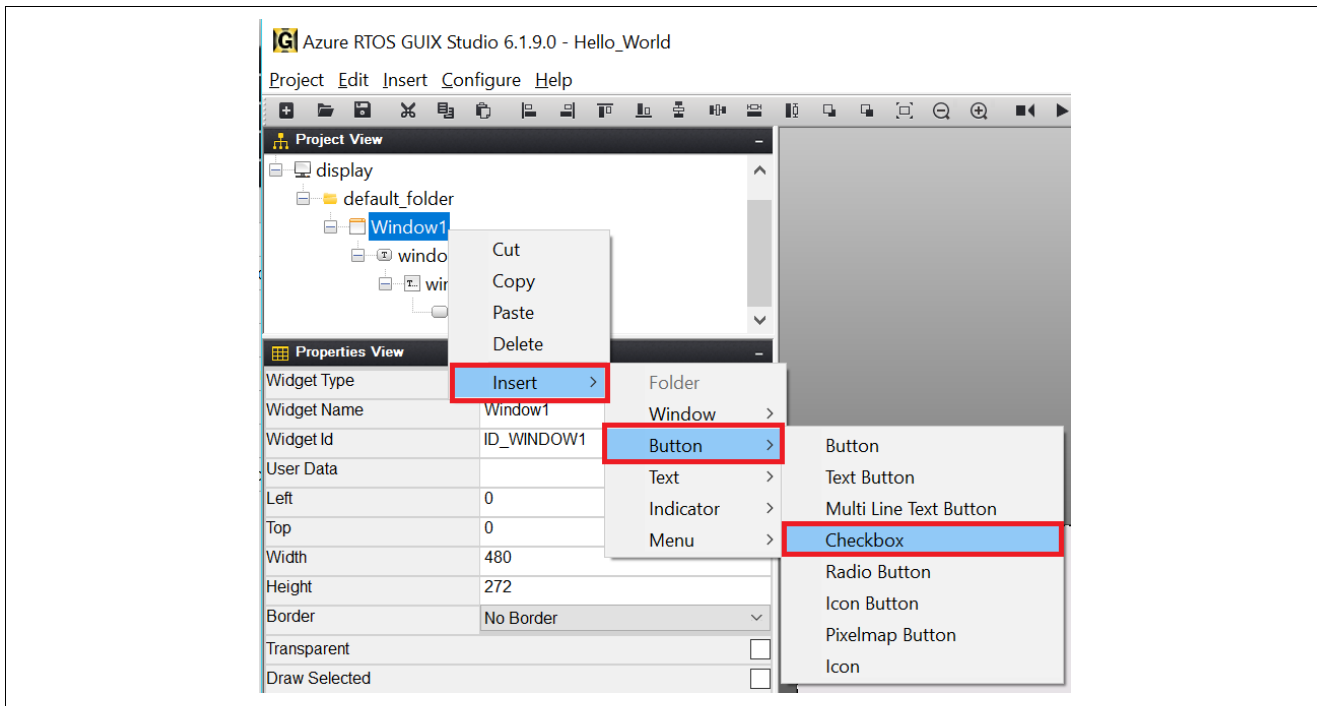 Azure RTOS GUIX Studio 6.1.9.0 - Hello_World
Project Edit Insert Configure Help
Project View
display
default_folder
Window1
windo
wir
Cut
Copy
Paste
Delete
Insert
Folder
Window
Button
Text
Indicator
Menu
Button
Text Button
Multi Line Text Button
Checkbox
Radio Button
Icon Button
Pixelmap Button
Icon
Properties View
Widget Type
Widget Name Window1
Widget Id ID_WINDOW1
User Data
Left 0
Top 0
Width 480
Height 272
Border No Border
Transparent
Draw Selected